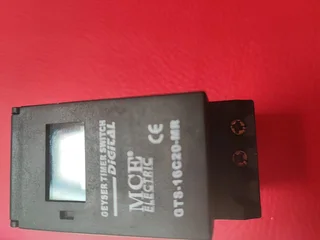 GEYSER TIMER SWITCH
DIGITAL
MCE®
ELECTRIC
CE
GTS-16C20-MR